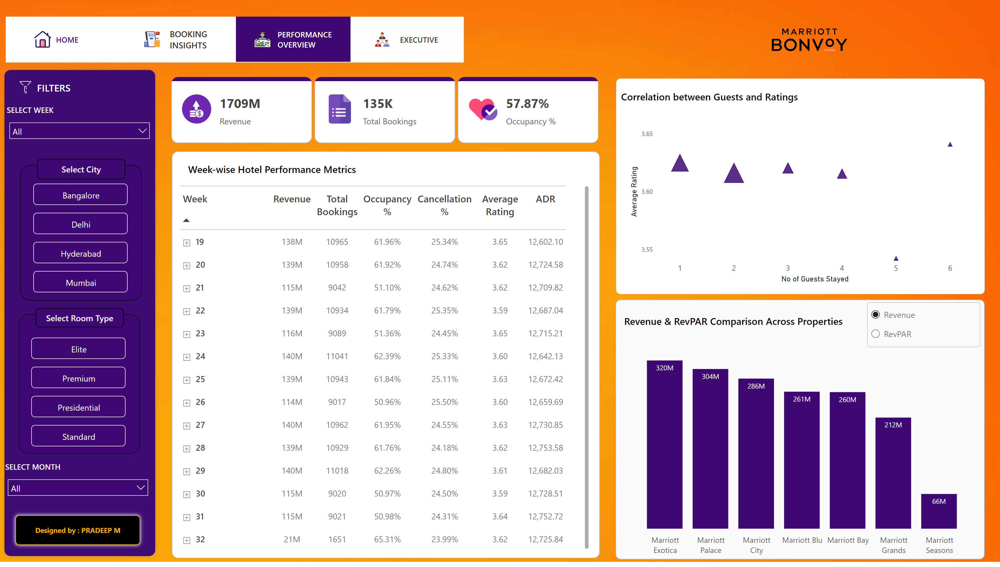 HOME
BOOKING
INSIGHTS
PERFORMANCE
OVERVIEW
EXECUTIVE
MARRIOTT
BONVOY
FILTERS
SELECT WEEK
All
Select City
Bangalore
Delhi
Hyderabad
Mumbai
Select Room Type
Elite
Premium
Presidential
Standard
SELECT MONTH
All
Designed by : PRADEEP M
1709M
Revenue
135K
Total Bookings
57.87%
Occupancy %
Week-wise Hotel Performance Metrics
Week Revenue Total Bookings Occupancy % Cancellation % Average Rating ADR
19 138M 10965 61.96% 25.34% 3.65 12,602.10
20 139M 10958 61.92% 24.74% 3.62 12,724.58
21 115M 9042 51.10% 24.62% 3.62 12,709.82
22 139M 10934 61.79% 25.35% 3.59 12,687.04
23 116M 9089 51.36% 24.45% 3.65 12,715.21
24 140M 11041 62.39% 25.33% 3.60 12,642.13
25 139M 10943 61.84% 25.11% 3.63 12,672.42
26 114M 9017 50.96% 25.50% 3.60 12,659.69
27 140M 10962 61.95% 24.55% 3.63 12,730.85
28 139M 10929 61.76% 24.18% 3.62 12,753.58
29 140M 11018 62.26% 24.80% 3.61 12,682.03
30 115M 9020 50.97% 24.50% 3.59 12,728.51
31 115M 9021 50.98% 24.31% 3.64 12,752.72
32 21M 1651 65.31% 23.99% 3.62 12,725.84
Correlation between Guests and Ratings
Average Rating
3.65
3.60
3.55
1 2 3 4 5 6
No of Guests Stayed
Revenue & RevPAR Comparison Across Properties
Revenue
RevPAR
320M
304M
286M
261M
260M
212M
66M
Marriott Exotica
Marriott Palace
Marriott City
Marriott Blu
Marriott Bay
Marriott Grands
Marriott Seasons